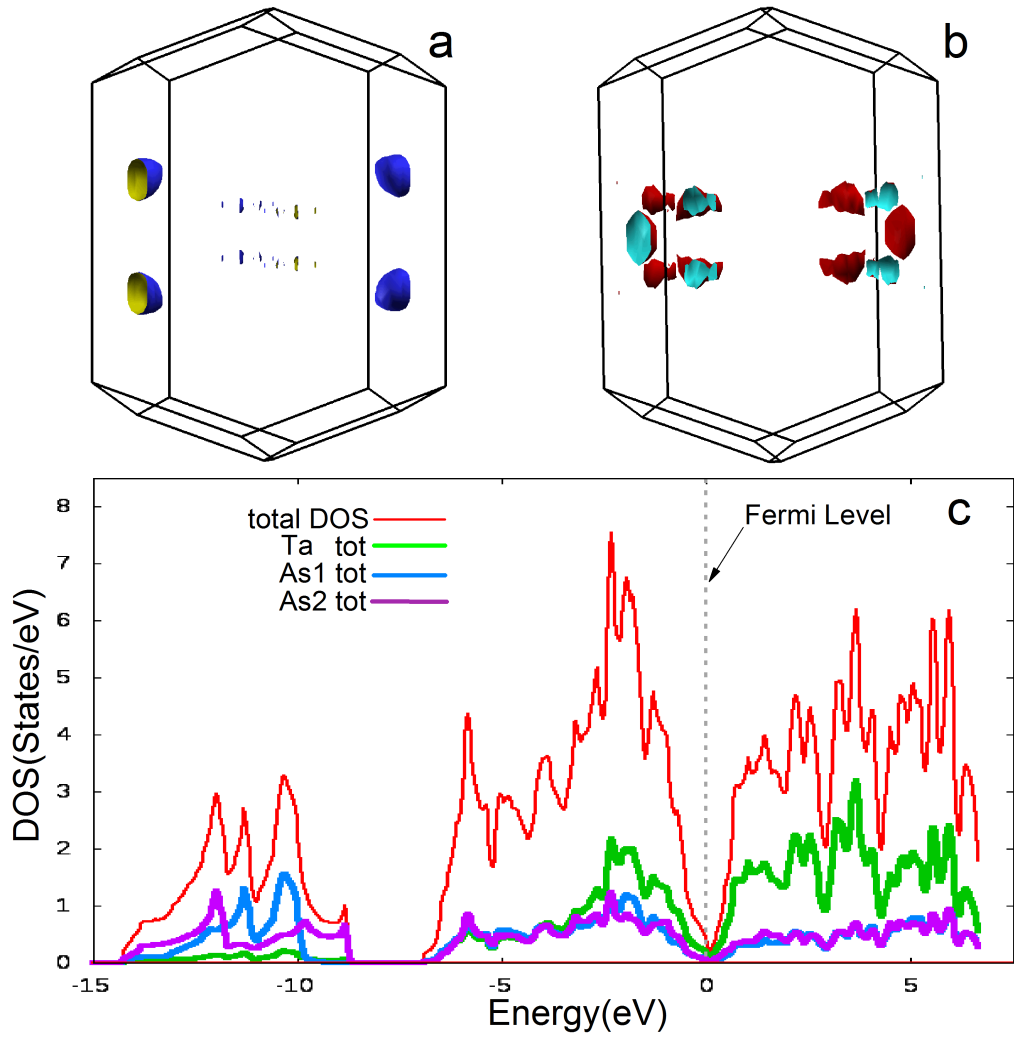 a
b
c
total DOS
Ta tot
As1 tot
As2 tot
Fermi Level
8
7
6
5
4
3
2
1
0
DOS(States/eV)
-15
-10
-5
0
5
Energy(eV)